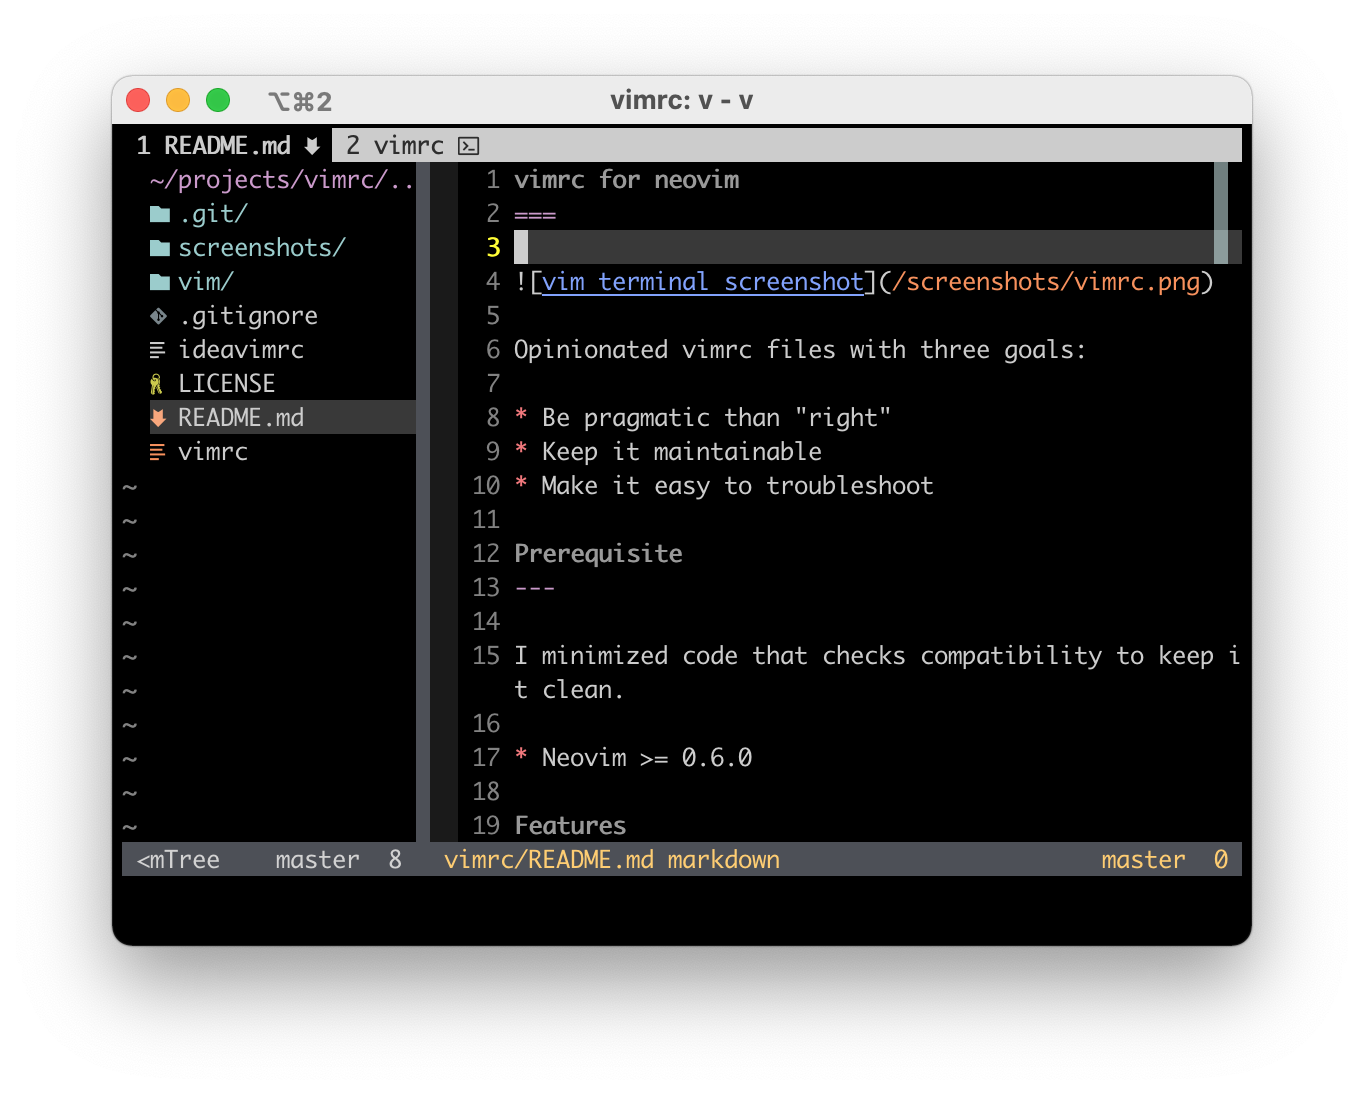 ⌥⌘2 vimrc: v - v
1 README.md 2 vimrc
~/projects/vimrc/..
.git/
screenshots/
vim/
.gitignore
ideavimrc
LICENSE
README.md
vimrc
~
~
~
~
~
~
~
~
~
~
~
1 vimrc for neovim
2 ===
3
4 ![vim terminal screenshot](/screenshots/vimrc.png)
5
6 Opinionated vimrc files with three goals:
7
8 * Be pragmatic than "right"
9 * Keep it maintainable
10 * Make it easy to troubleshoot
11
12 Prerequisite
13 ---
14
15 I minimized code that checks compatibility to keep i
t clean.
16
17 * Neovim >= 0.6.0
18
19 Features
<mTree master 8 vimrc/README.md markdown master 0